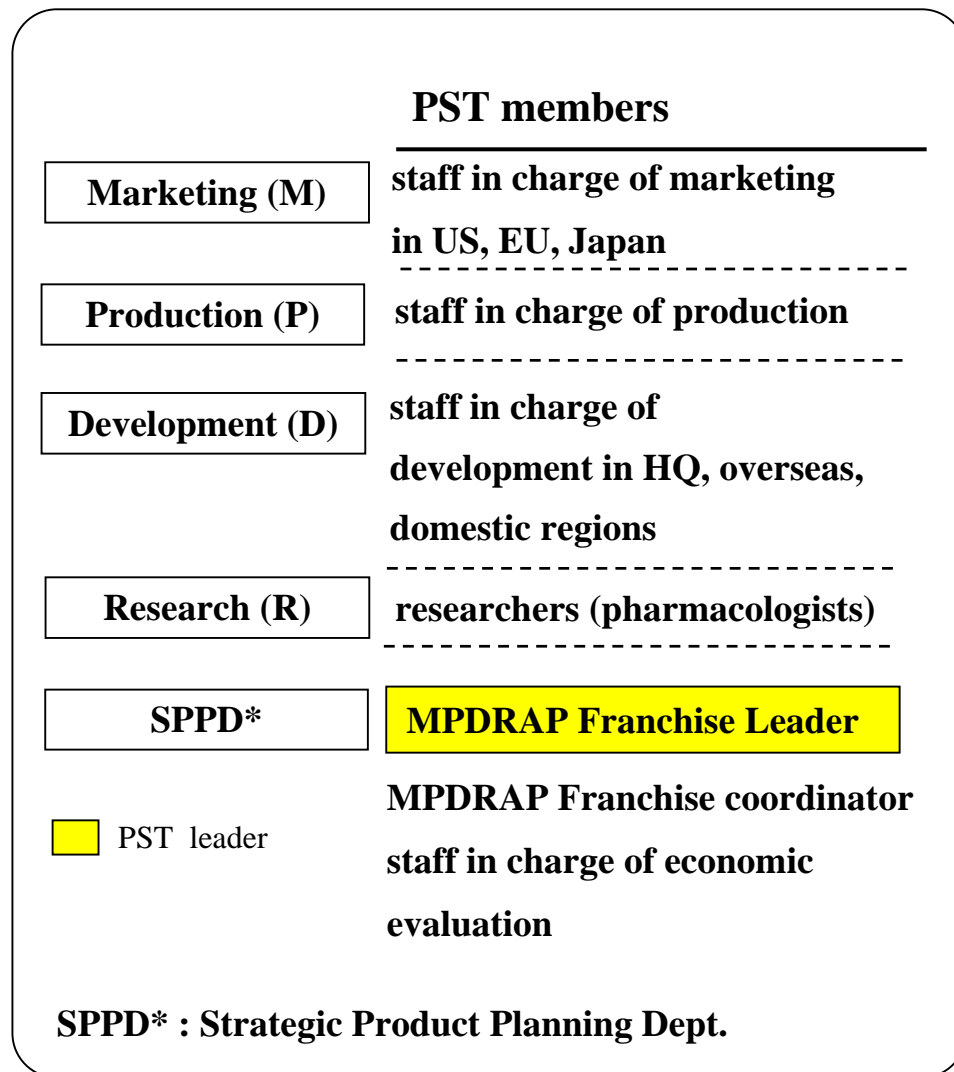 PST members
Marketing (M)
staff in charge of marketing
in US, EU, Japan
Production (P)
staff in charge of production
Development (D)
staff in charge of
development in HQ, overseas,
domestic regions
Research (R)
researchers (pharmacologists)
SPPD*
MPDRAP Franchise Leader
MPDRAP Franchise coordinator
PST leader
staff in charge of economic
evaluation
SPPD* : Strategic Product Planning Dept.